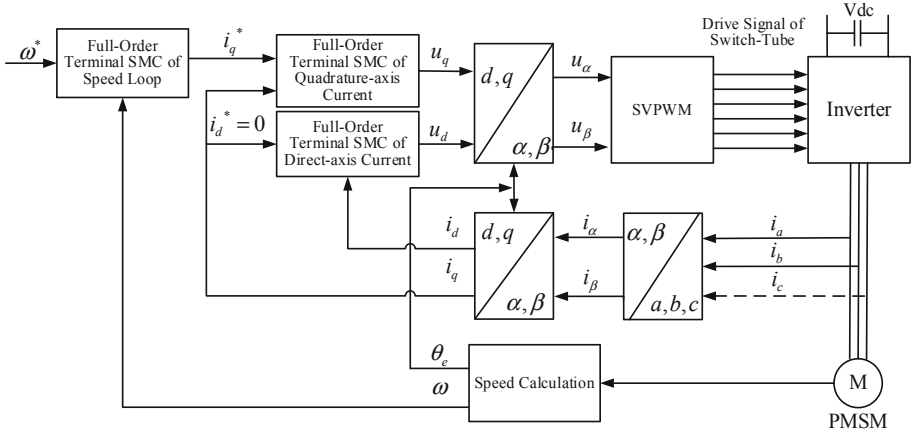 Vdc
Drive Signal of
Switch-Tube
ω*
Full-Order
Terminal SMC of
Speed Loop
i_q*
Full-Order
Terminal SMC of
Quadrature-axis
Current
u_q
d,q
α,β
u_α
SVPWM
Inverter
i_d* = 0
Full-Order
Terminal SMC of
Direct-axis Current
u_d
u_β
i_d
i_q
d,q
α,β
i_α
i_β
α,β
a,b,c
i_a
i_b
i_c
θ_e
ω
Speed Calculation
M
PMSM